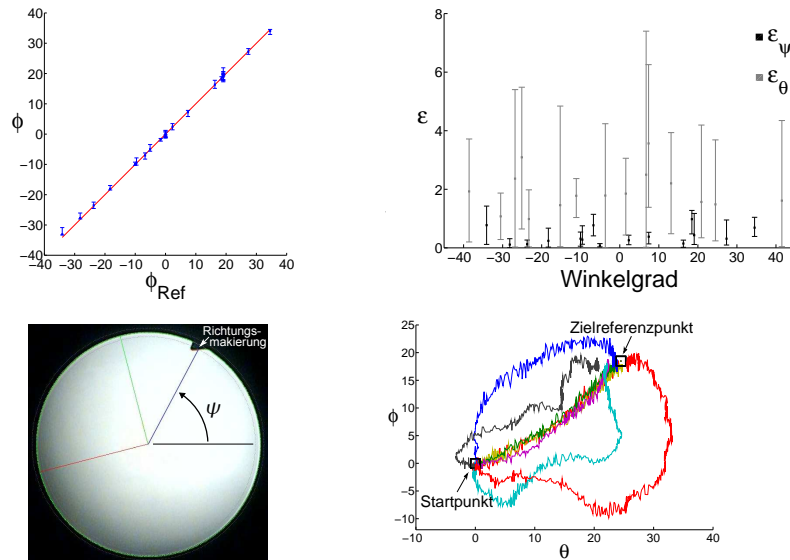 40
30
20
10
0
−10
−20
−30
−40
ϕ
−40 −30 −20 −10 0 10 20 30 40
ϕRef
8
6
4
2
0
ε
εψ
εθ
−40 −30 −20 −10 0 10 20 30 40
Winkelgrad
Richtungs-
makierung
ψ
25
20
15
10
5
0
−5
−10
ϕ
Zielreferenzpunkt
Startpunkt
−10 0 10 20 30 40
θ